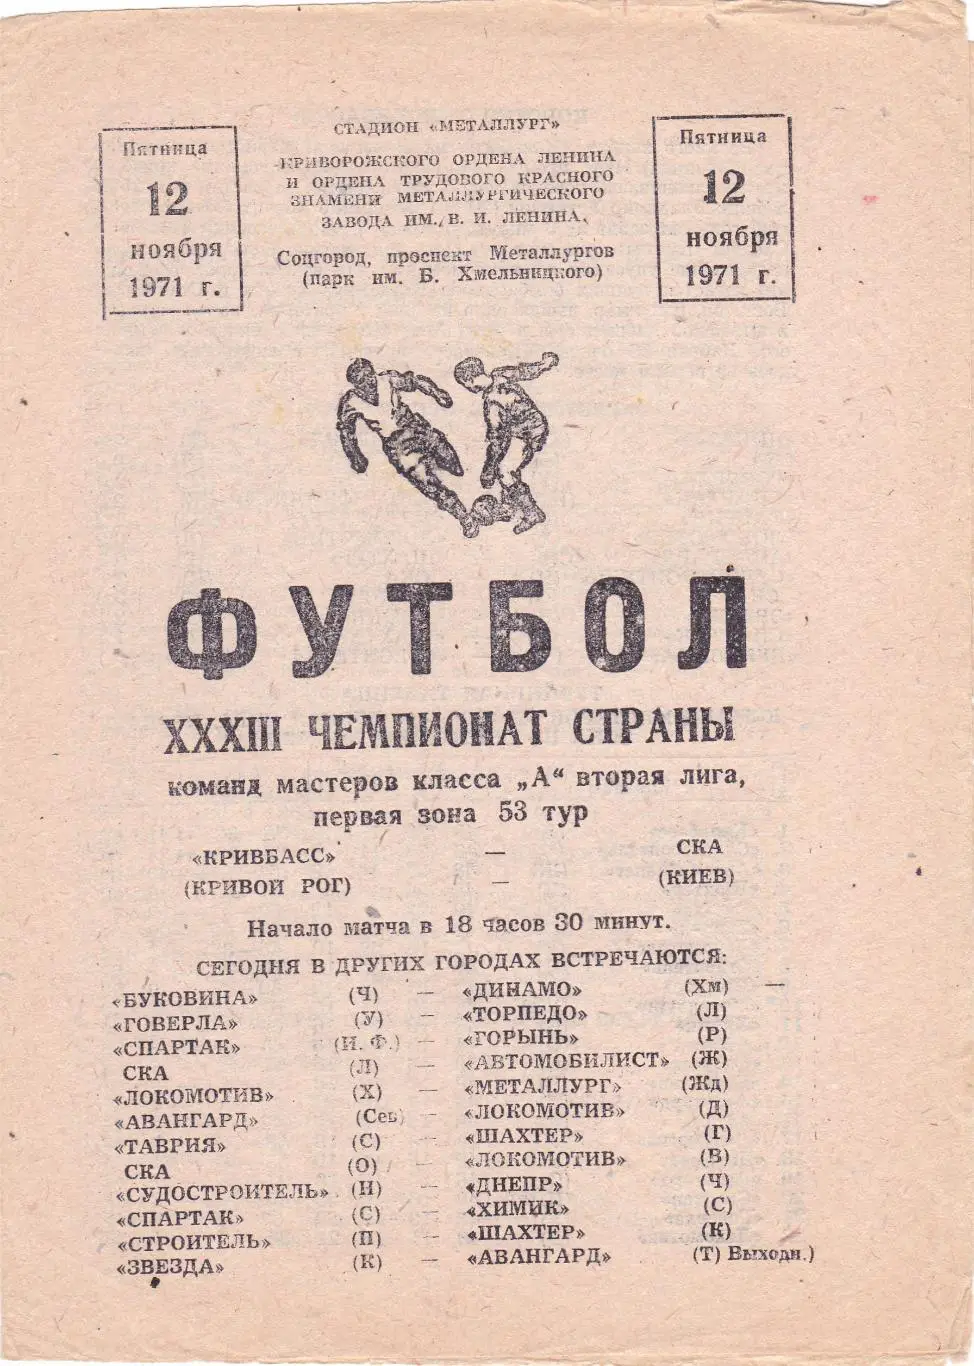 Пятница
12
ноября
1971 г.
СТАДИОН «МЕТАЛЛУРГ»
КРИВОРОЖСКОГО ОРДЕНА ЛЕНИНА
И ОРДЕНА ТРУДОВОГО КРАСНОГО
ЗНАМЕНИ МЕТАЛЛУРГИЧЕСКОГО
ЗАВОДА ИМ. В. И. ЛЕНИНА.
Соцгород, проспект Металлургов
(парк им. Б. Хмельницкого)
Пятница
12
ноября
1971 г.
ФУТБОЛ
XXXIII ЧЕМПИОНАТ СТРАНЫ
команд мастеров класса „А“ вторая лига,
первая зона 53 тур
«КРИВБАСС» — СКА
(КРИВОЙ РОГ) — (КИЕВ)
Начало матча в 18 часов 30 минут.
СЕГОДНЯ В ДРУГИХ ГОРОДАХ ВСТРЕЧАЮТСЯ:
«БУКОВИНА» (Ч) — «ДИНАМО» (Хм) —
«ГОВЕРЛА» (У) — «ТОРПЕДО» (Л)
«СПАРТАК» (И. Ф.) — «ГОРЫНЬ» (Р)
СКА (Л) — «АВТОМОБИЛИСТ» (Ж)
«ЛОКОМОТИВ» (Х) — «МЕТАЛЛУРГ» (Жд)
«АВАНГАРД» (Сев) — «ЛОКОМОТИВ» (Д)
«ТАВРИЯ» (С) — «ШАХТЕР» (Г)
СКА (О) — «ЛОКОМОТИВ» (В)
«СУДОСТРОИТЕЛЬ» (Н) — «ДНЕПР» (Ч)
«СПАРТАК» (С) — «ХИМИК» (С)
«СТРОИТЕЛЬ» (П) — «ШАХТЕР» (К)
«ЗВЕЗДА» (К) — «АВАНГАРД» (Т) Выходн.)